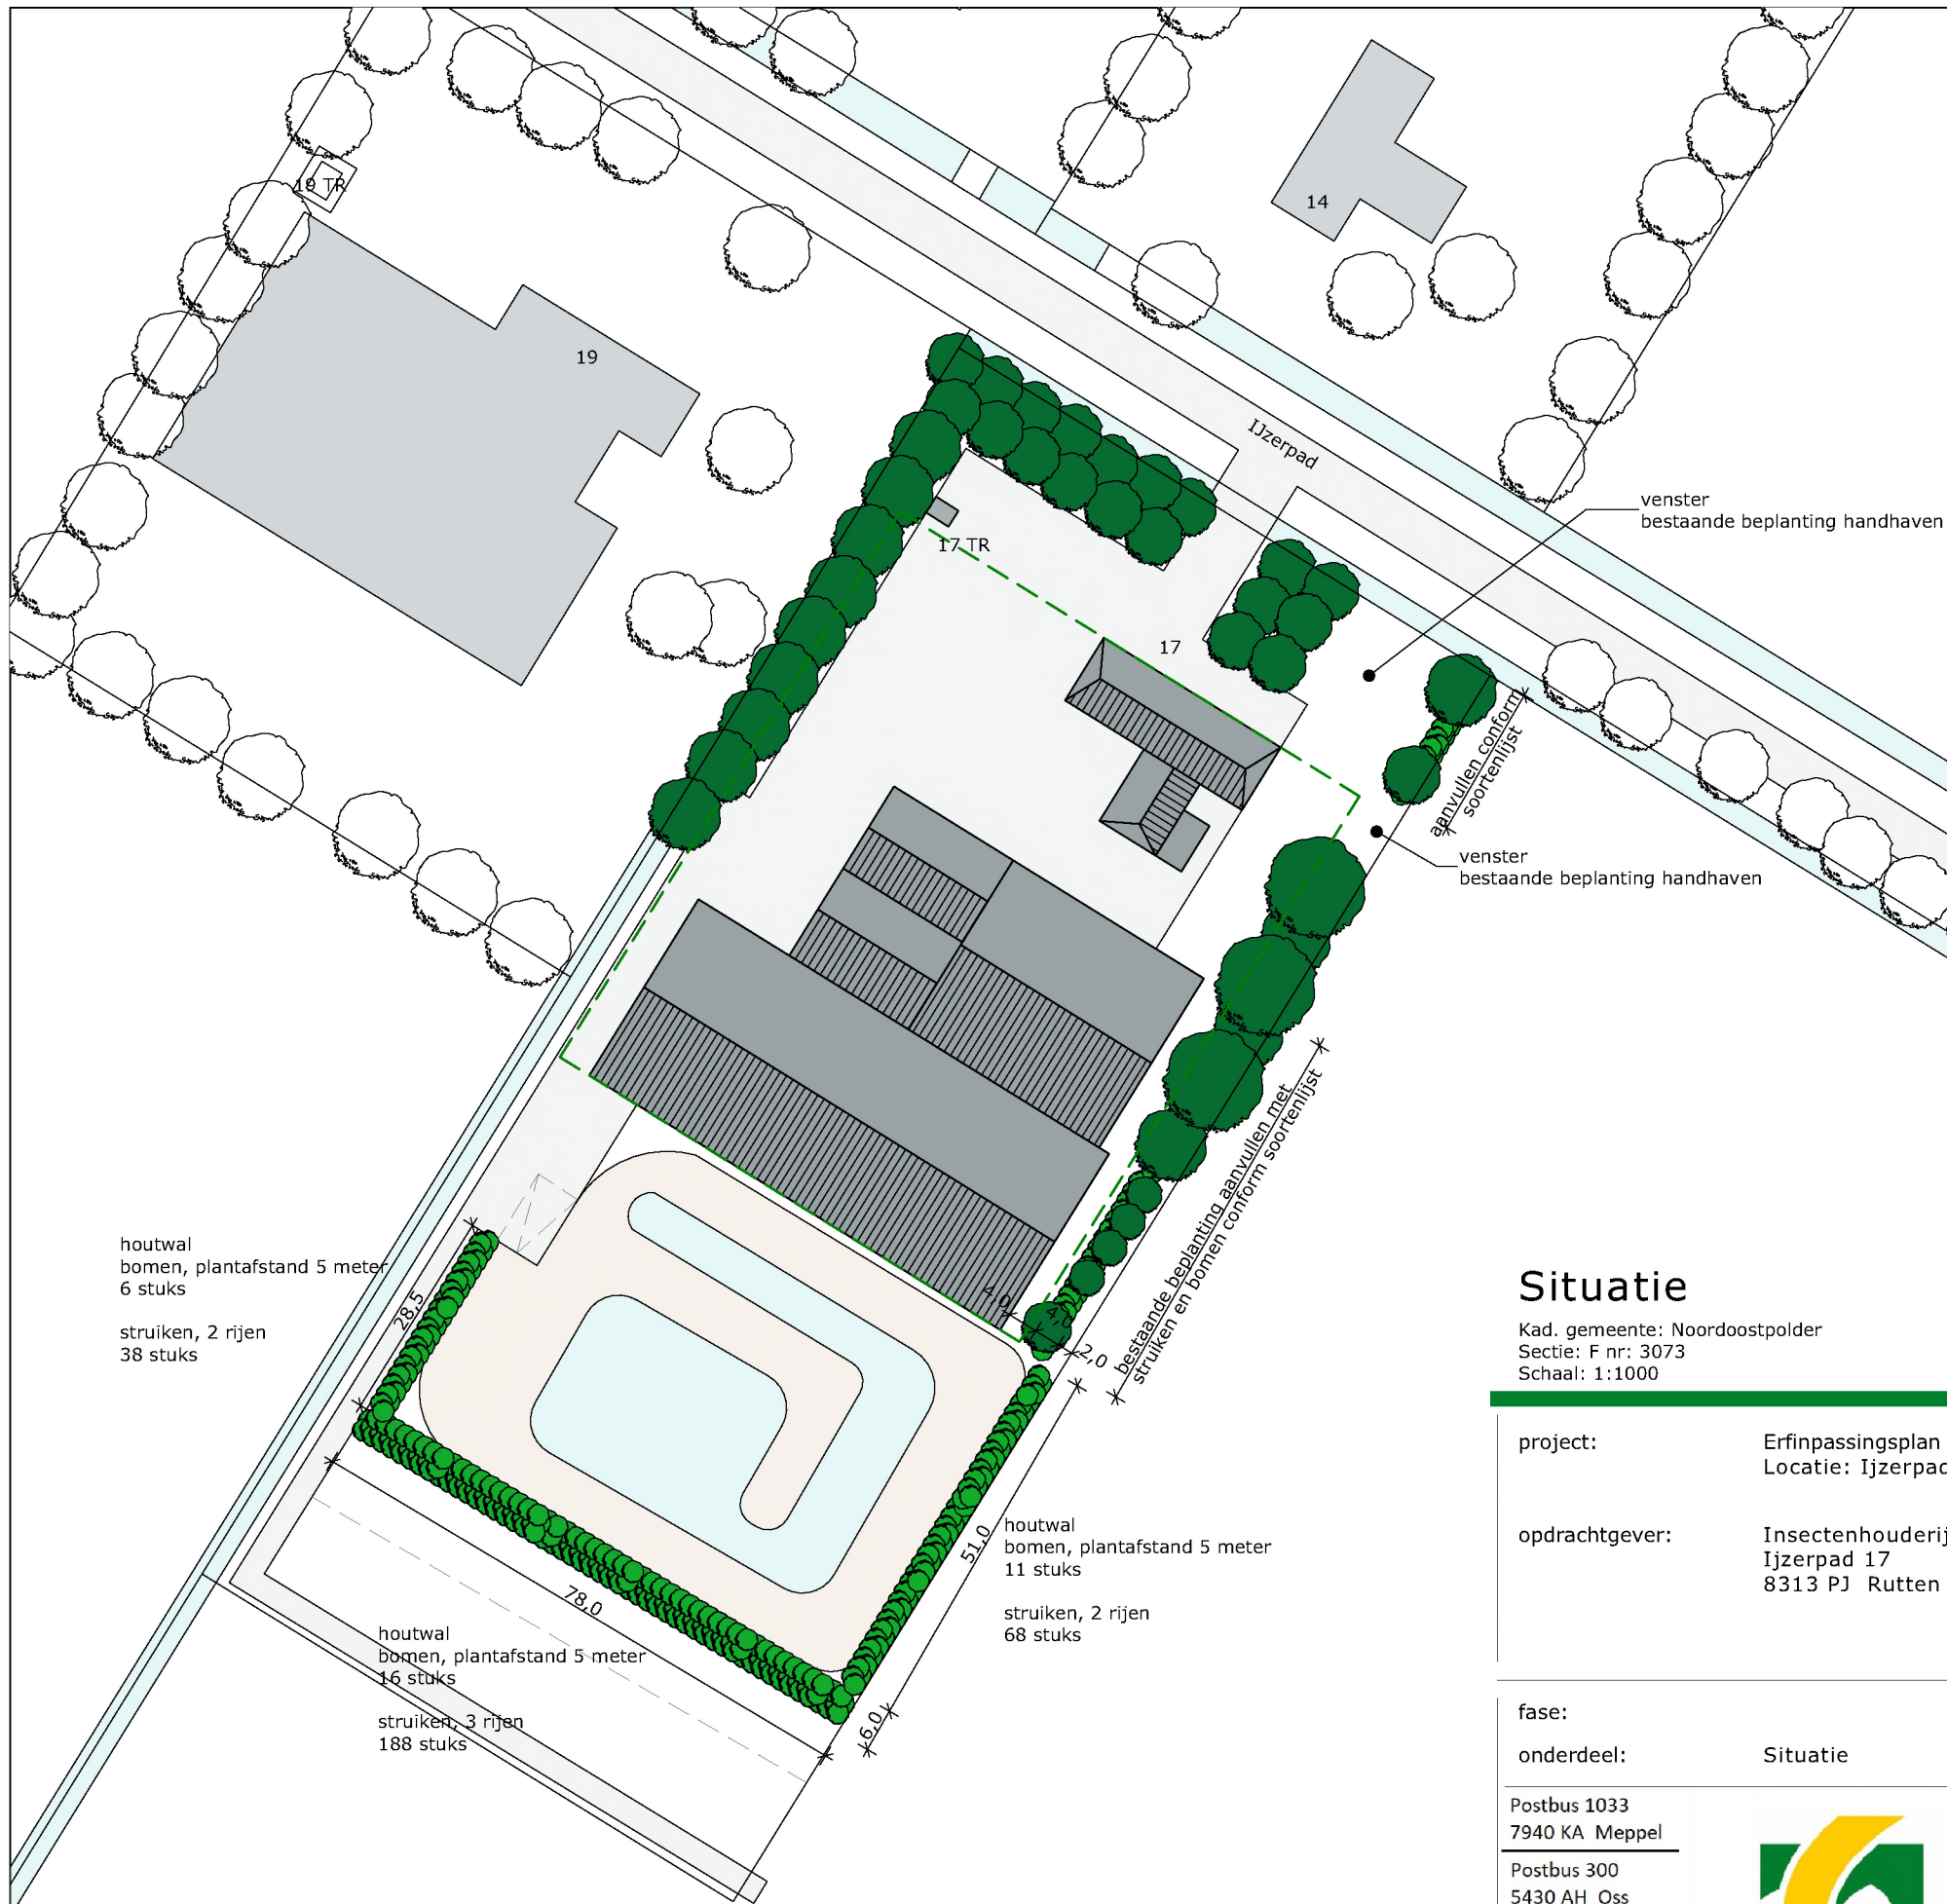 19 TR
14
19
IJzerpad
venster
bestaande beplanting handhaven
17 TR
17
aanvullen conform
soortenlijst
venster
bestaande beplanting handhaven
bestaande beplanting aanvullen met
struiken en bomen conform soortenlijst
houtwal
bomen, plantafstand 5 meter
6 stuks
struiken, 2 rijen
38 stuks
28,5
4,0
2,0
houtwal
bomen, plantafstand 5 meter
11 stuks
struiken, 2 rijen
68 stuks
51,0
78,0
6,0
houtwal
bomen, plantafstand 5 meter
16 stuks
struiken, 3 rijen
188 stuks
Situatie
Kad. gemeente: Noordoostpolder
Sectie: F nr: 3073
Schaal: 1:1000
project: Erfinpassingsplan
Locatie: Ijzerpad
opdrachtgever: Insectenhouderij
Ijzerpad 17
8313 PJ Rutten
fase:
onderdeel: Situatie
Postbus 1033
7940 KA Meppel
Postbus 300
5430 AH Oss